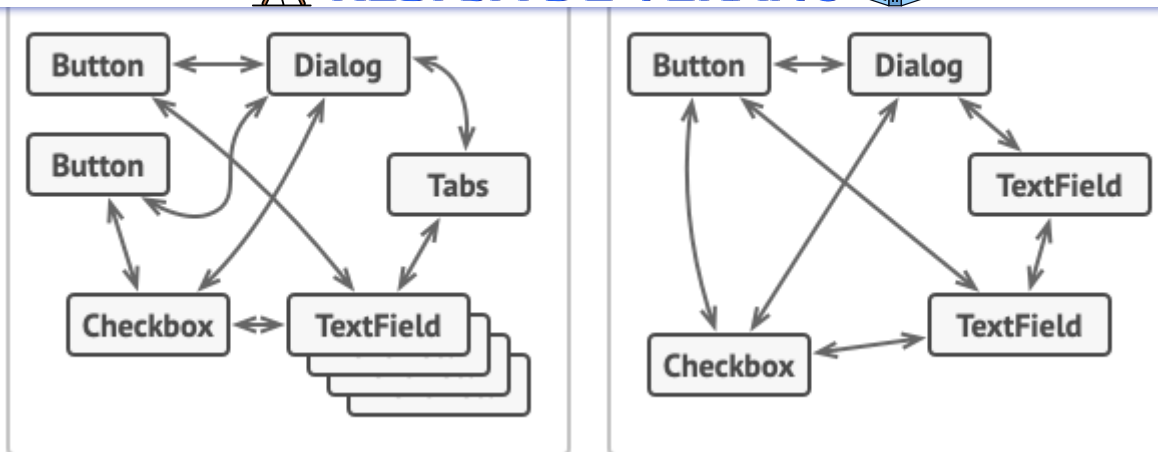 Button
Dialog
Button
Tabs
Checkbox
TextField
Button
Dialog
TextField
TextField
Checkbox